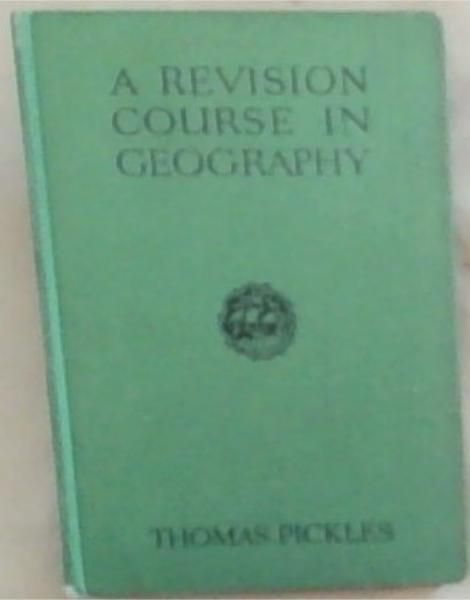 A REVISION
COURSE IN
GEOGRAPHY
THOMAS PICKLES